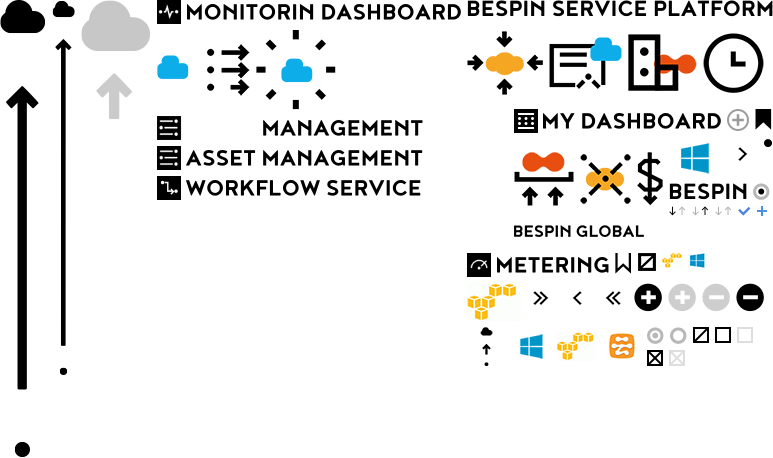 MONITORIN DASHBOARD
BESPIN SERVICE PLATFORM
MY DASHBOARD
MANAGEMENT
ASSET MANAGEMENT
WORKFLOW SERVICE
BESPIN
BESPIN GLOBAL
METERING